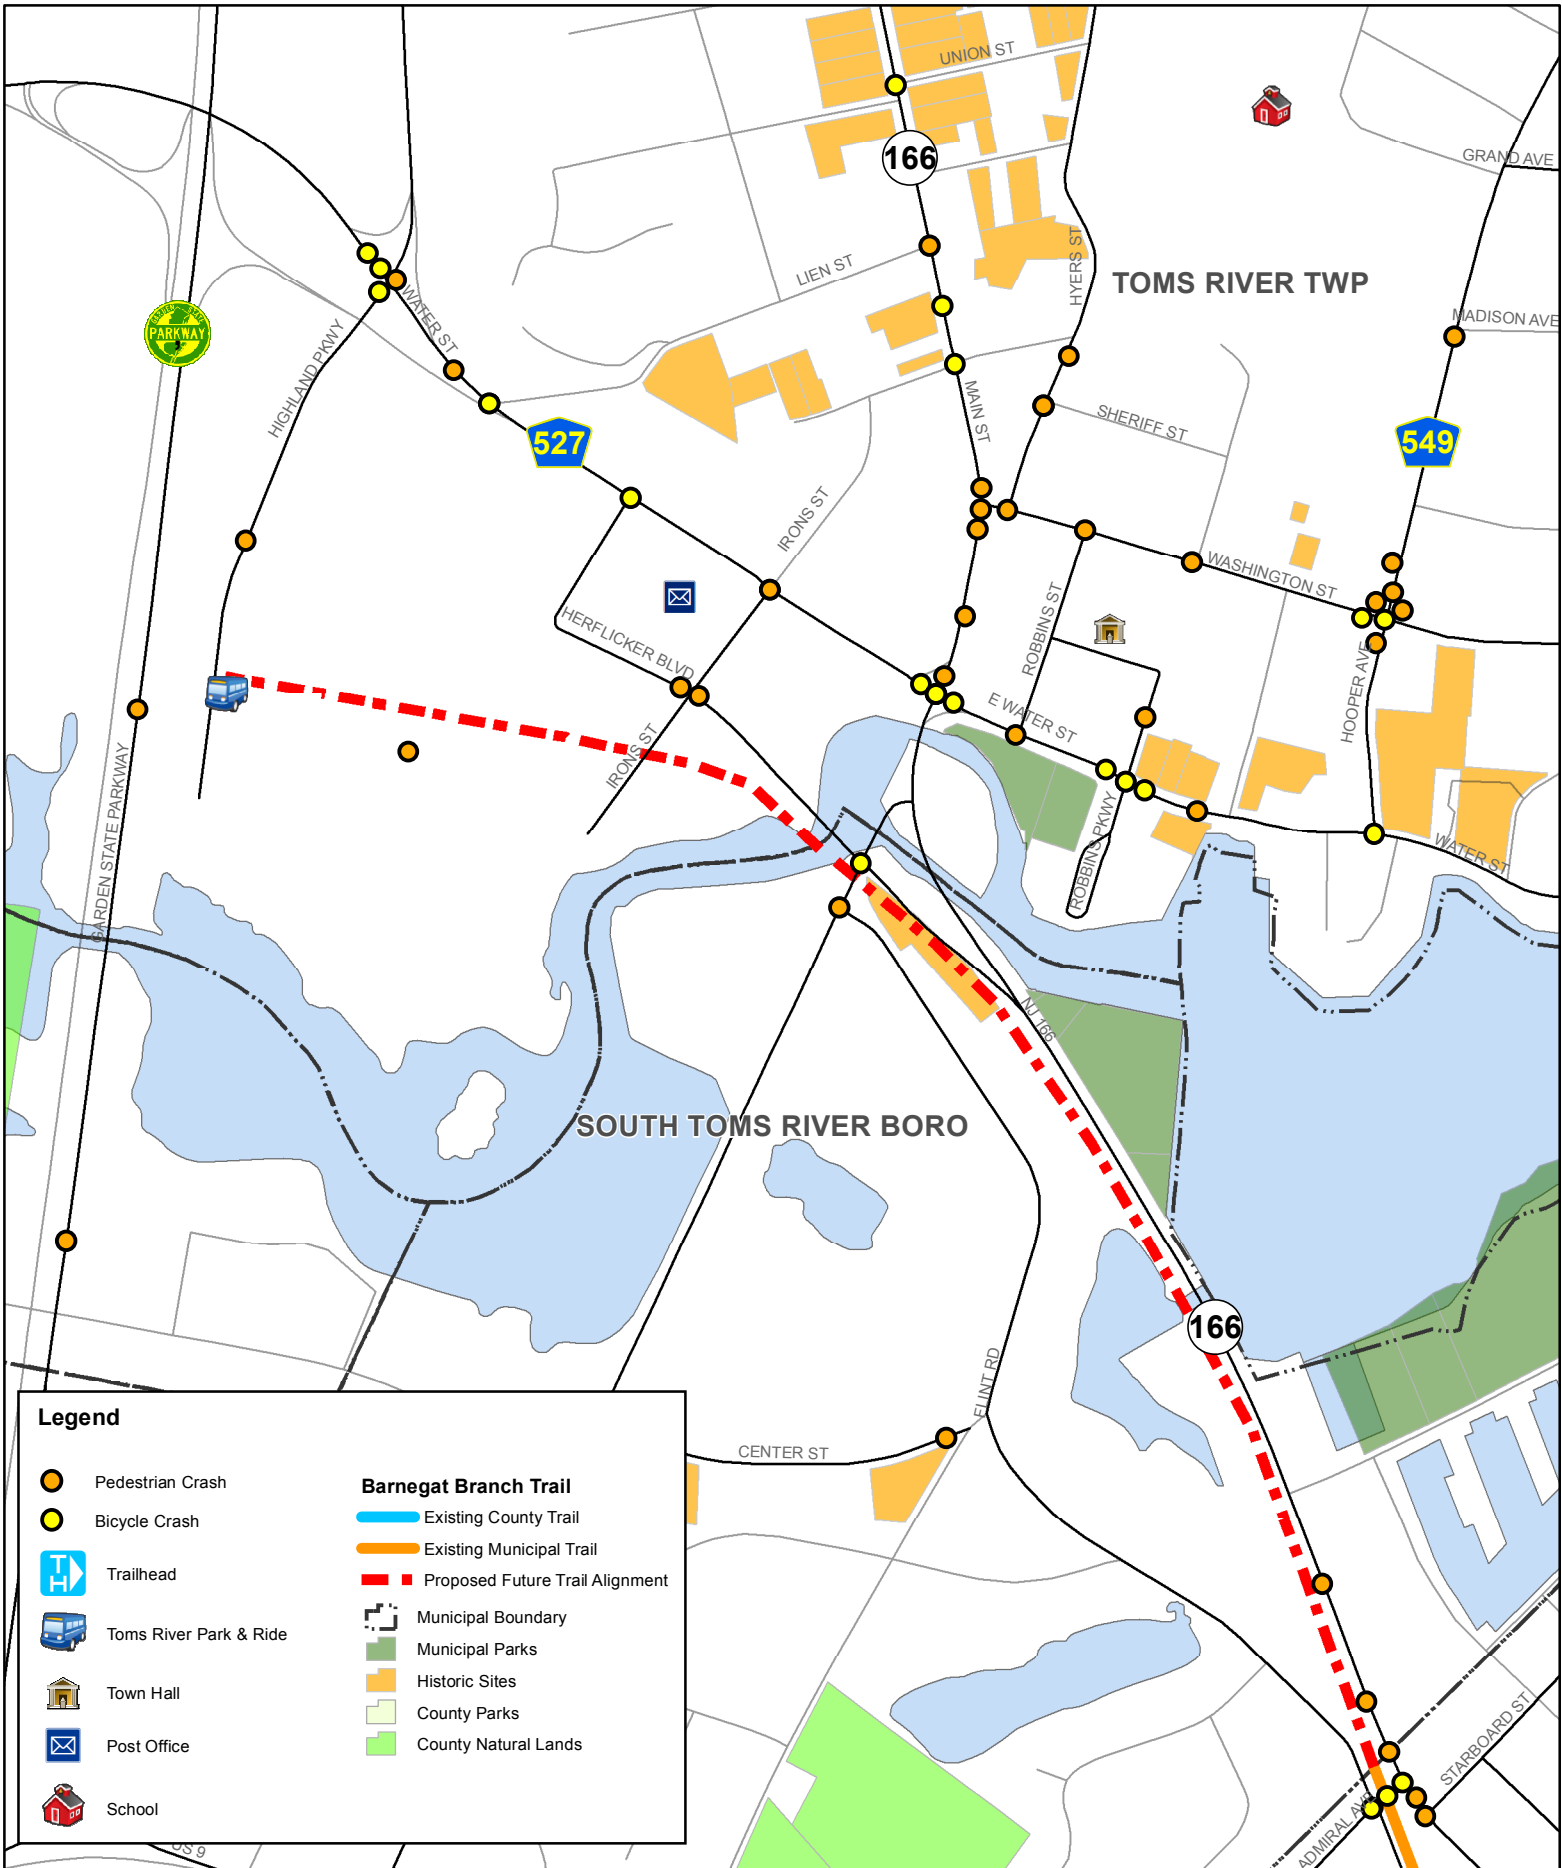 UNION ST
166
GRAND AVE
HYERS ST
LIEN ST
TOMS RIVER TWP
GARDEN STATE
PARKWAY
WATER ST
MADISON AVE
HIGHLAND PKWY
MAIN ST
SHERIFF ST
527
549
IRONS ST
WASHINGTON ST
HERFLICKER BLVD
ROBBINS ST
HOOPER AVE
E WATER ST
IRONS ST
GARDEN STATE PARKWAY
ROBBINS PKWY
WATER ST
NJ 166
SOUTH TOMS RIVER BORO
166
FLINT RD
CENTER ST
STARBOARD ST
ADMIRAL AVE
US 9
Legend
Pedestrian Crash
Bicycle Crash
TH
Trailhead
Toms River Park & Ride
Town Hall
Post Office
School
Barnegat Branch Trail
Existing County Trail
Existing Municipal Trail
Proposed Future Trail Alignment
Municipal Boundary
Municipal Parks
Historic Sites
County Parks
County Natural Lands